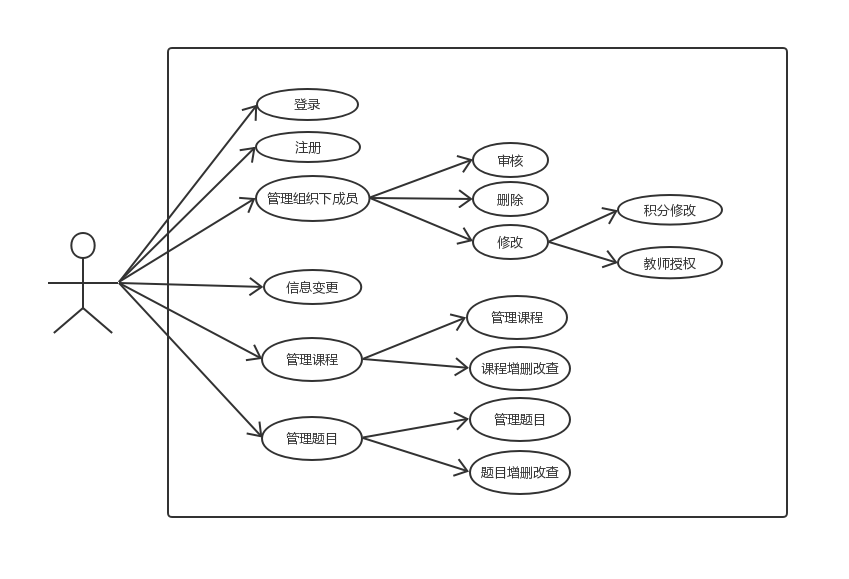 登录
注册
管理组织下成员
审核
删除
修改
积分修改
教师授权
信息变更
管理课程
管理课程
课程增删改查
管理题目
管理题目
题目增删改查